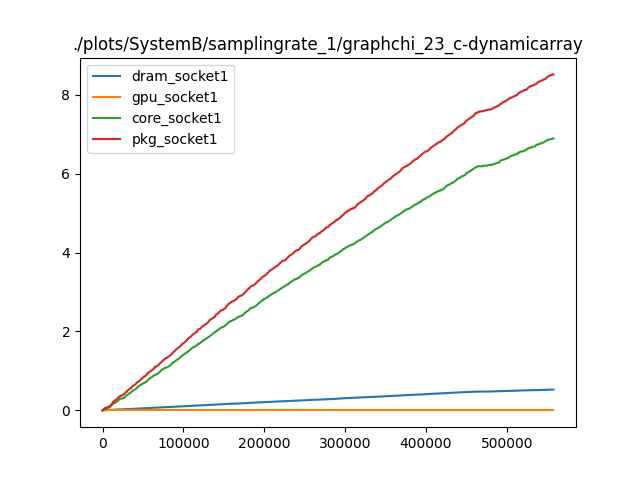 ./plots/SystemB/samplingrate_1/graphchi_23_c-dynamicarray
dram_socket1
gpu_socket1
core_socket1
pkg_socket1
8
6
4
2
0
0 100000 200000 300000 400000 500000